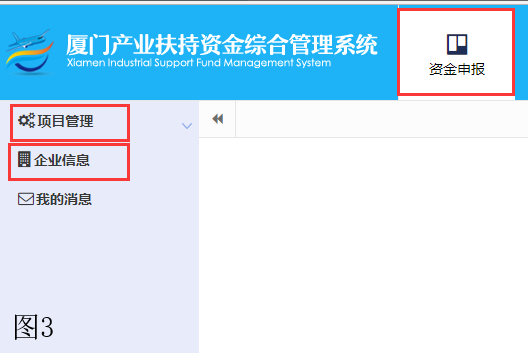 厦门产业扶持资金综合管理系统
Xiamen Industrial Support Fund Management System
资金申报
项目管理
企业信息
我的消息
图3